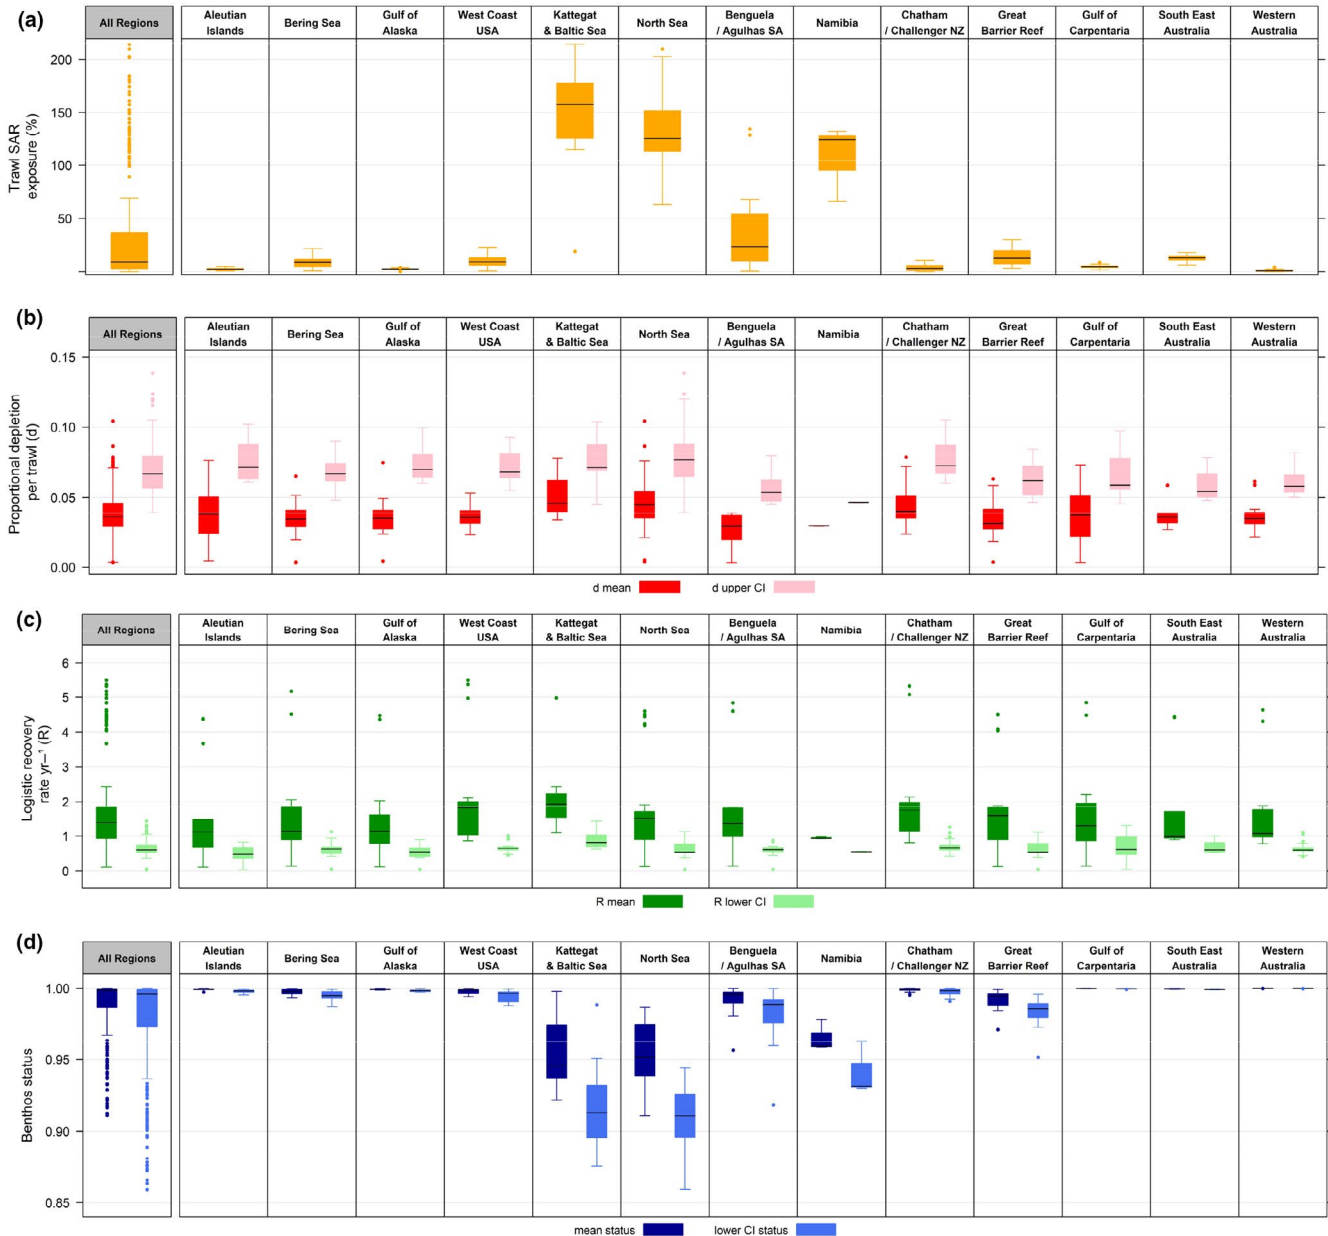 (a)
All Regions
Aleutian
Islands
Bering Sea
Gulf of
Alaska
West Coast
USA
Kattegat
& Baltic Sea
North Sea
Benguela
/ Agulhas SA
Namibia
Chatham
/ Challenger NZ
Great
Barrier Reef
Gulf of
Carpentaria
South East
Australia
Western
Australia
Trawl SAR
exposure (%)
200
150
100
50
(b)
All Regions
Aleutian
Islands
Bering Sea
Gulf of
Alaska
West Coast
USA
Kattegat
& Baltic Sea
North Sea
Benguela
/ Agulhas SA
Namibia
Chatham
/ Challenger NZ
Great
Barrier Reef
Gulf of
Carpentaria
South East
Australia
Western
Australia
Proportional depletion
per trawl (d)
0.15
0.10
0.05
0.00
d mean
d upper CI
(c)
All Regions
Aleutian
Islands
Bering Sea
Gulf of
Alaska
West Coast
USA
Kattegat
& Baltic Sea
North Sea
Benguela
/ Agulhas SA
Namibia
Chatham
/ Challenger NZ
Great
Barrier Reef
Gulf of
Carpentaria
South East
Australia
Western
Australia
Logistic recovery
rate yr–¹ (R)
6
5
4
3
2
1
0
R mean
R lower CI
(d)
All Regions
Aleutian
Islands
Bering Sea
Gulf of
Alaska
West Coast
USA
Kattegat
& Baltic Sea
North Sea
Benguela
/ Agulhas SA
Namibia
Chatham
/ Challenger NZ
Great
Barrier Reef
Gulf of
Carpentaria
South East
Australia
Western
Australia
Benthos status
1.00
0.95
0.90
0.85
mean status
lower CI status